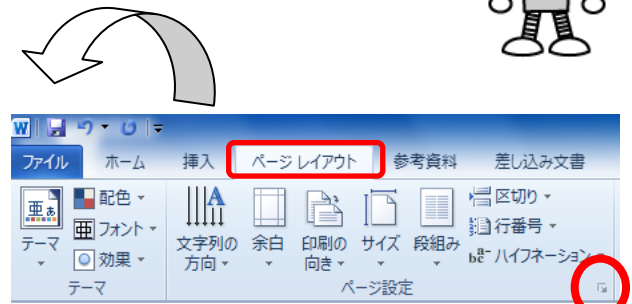 W
ファイル ホーム 挿入 ページ レイアウト 参考資料 差し込み文書
亜あ 配色 A 区切り
亜 フォント 行番号
テーマ 効果 文字列の方向 余白 印刷の向き サイズ 段組み bc ハイフネーション
テーマ ページ設定